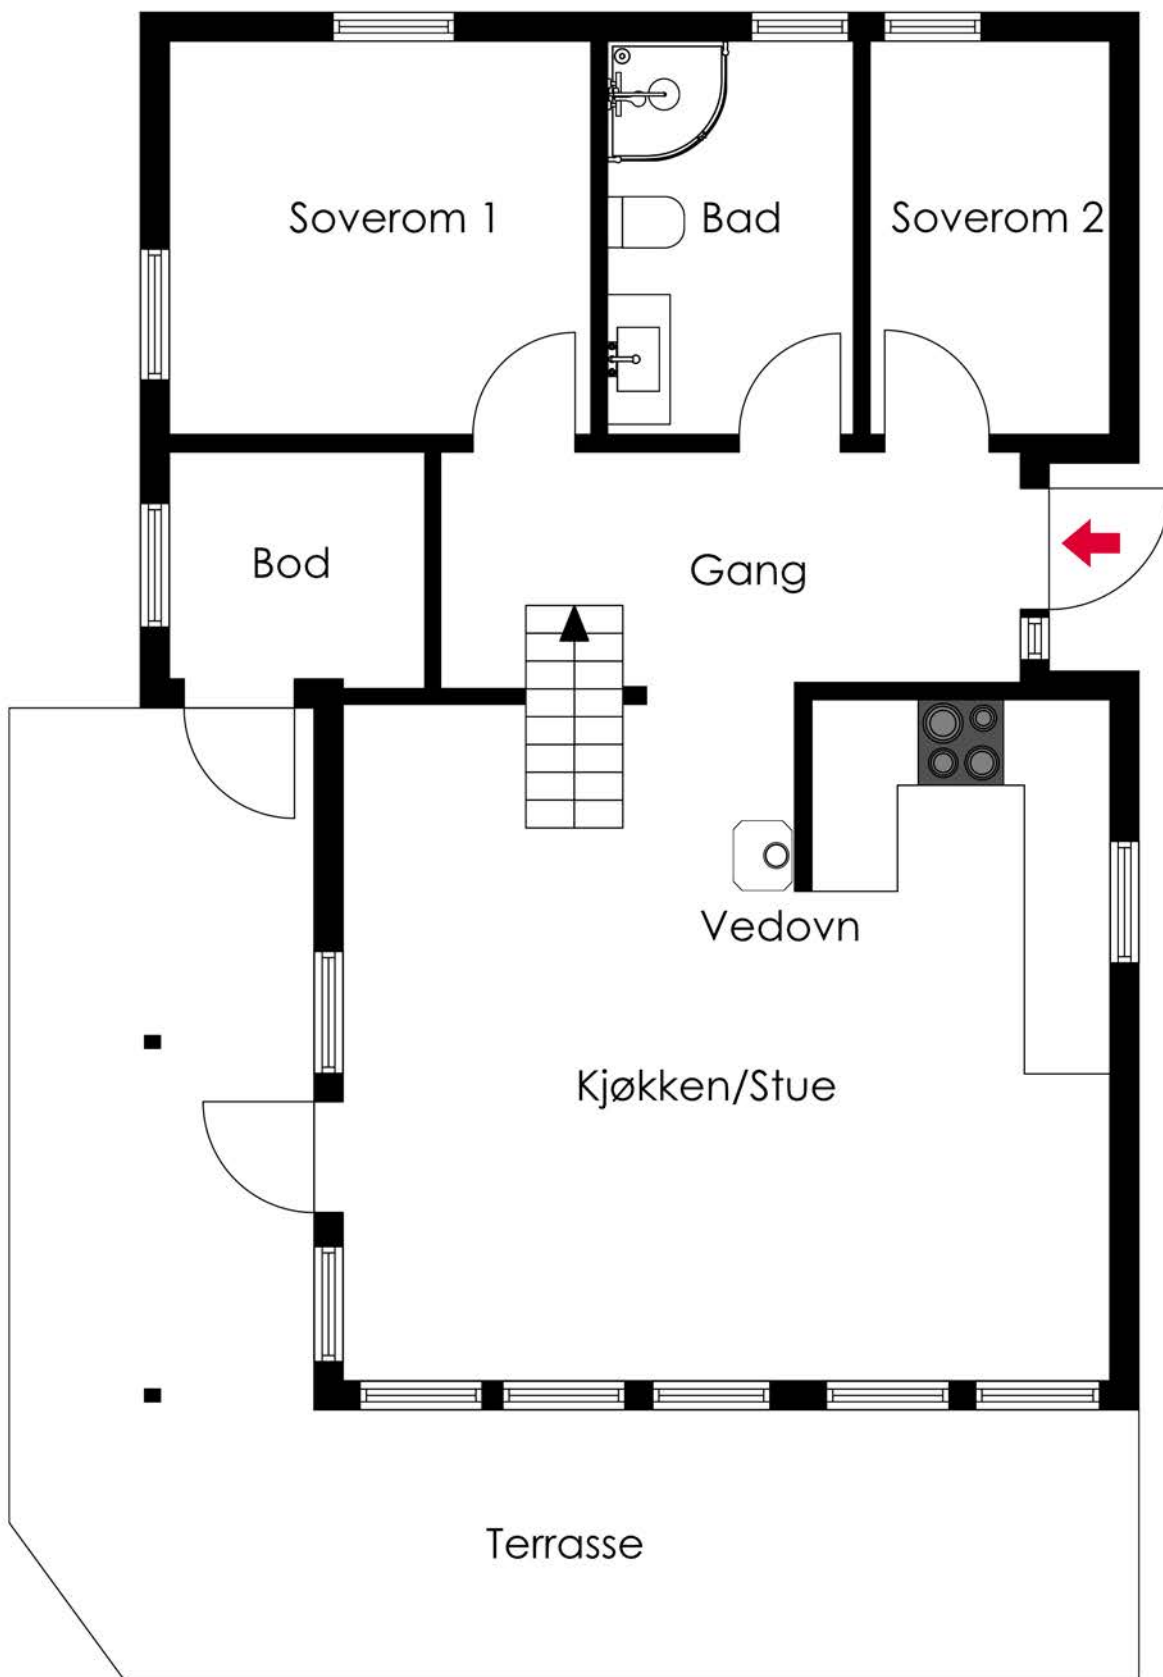 Soverom 1
Bad
Soverom 2
Bod
Gang
Vedovn
Kjøkken/Stue
Terrasse